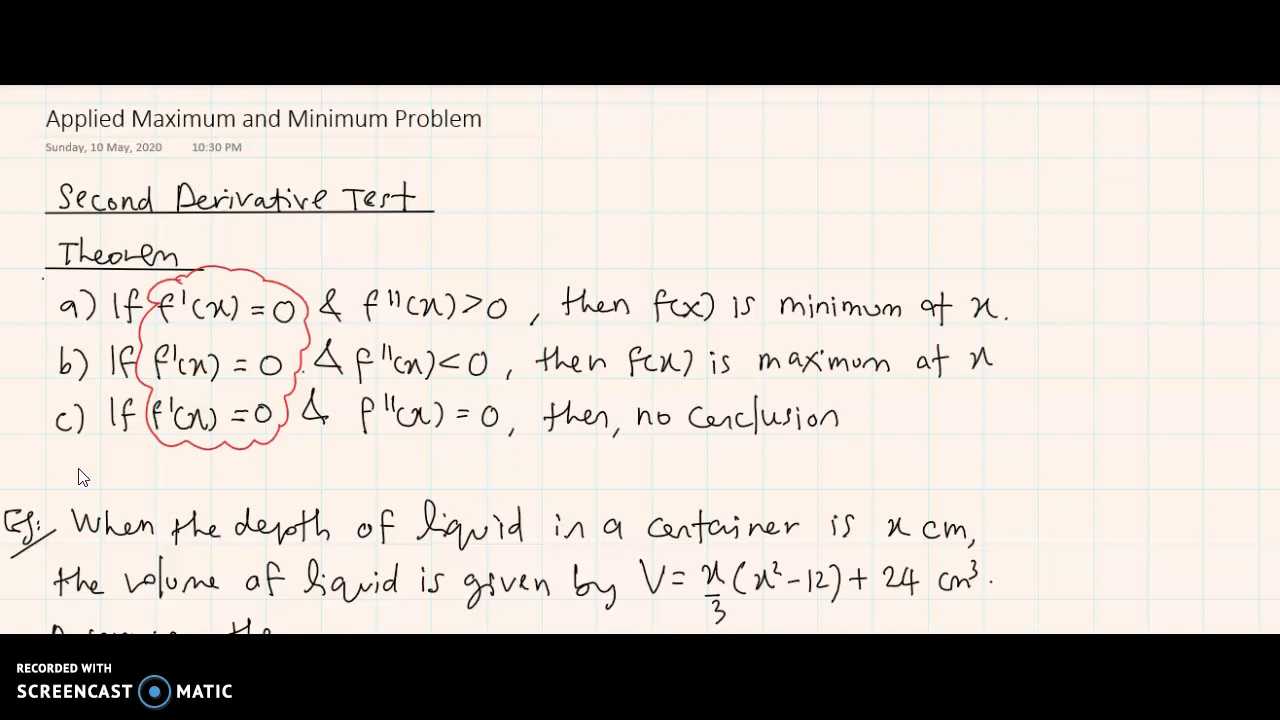 Applied Maximum and Minimum Problem
Sunday, 10 May, 2020 10:30 PM
Second Derivative Test
Theorem
a) If f'(x) = 0 & f''(x) > 0, then f(x) is minimum at x.
b) If f'(x) = 0 & f''(x) < 0, then f(x) is maximum at x
c) If f'(x) = 0 & f''(x) = 0, then, no conclusion
Eg: When the depth of liquid in a container is x cm,
the volume of liquid is given by V = x/3 (x² - 12) + 24 cm³.
the
RECORDED WITH
SCREENCAST MATIC